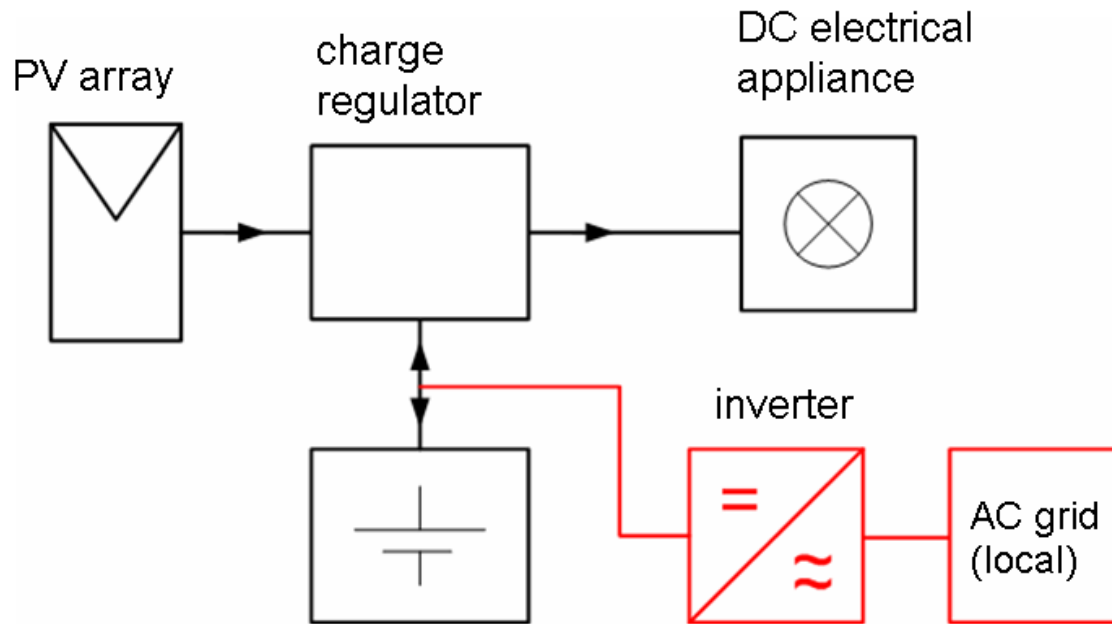 PV array
charge
regulator
DC electrical
appliance
inverter
=
≈
AC grid
(local)